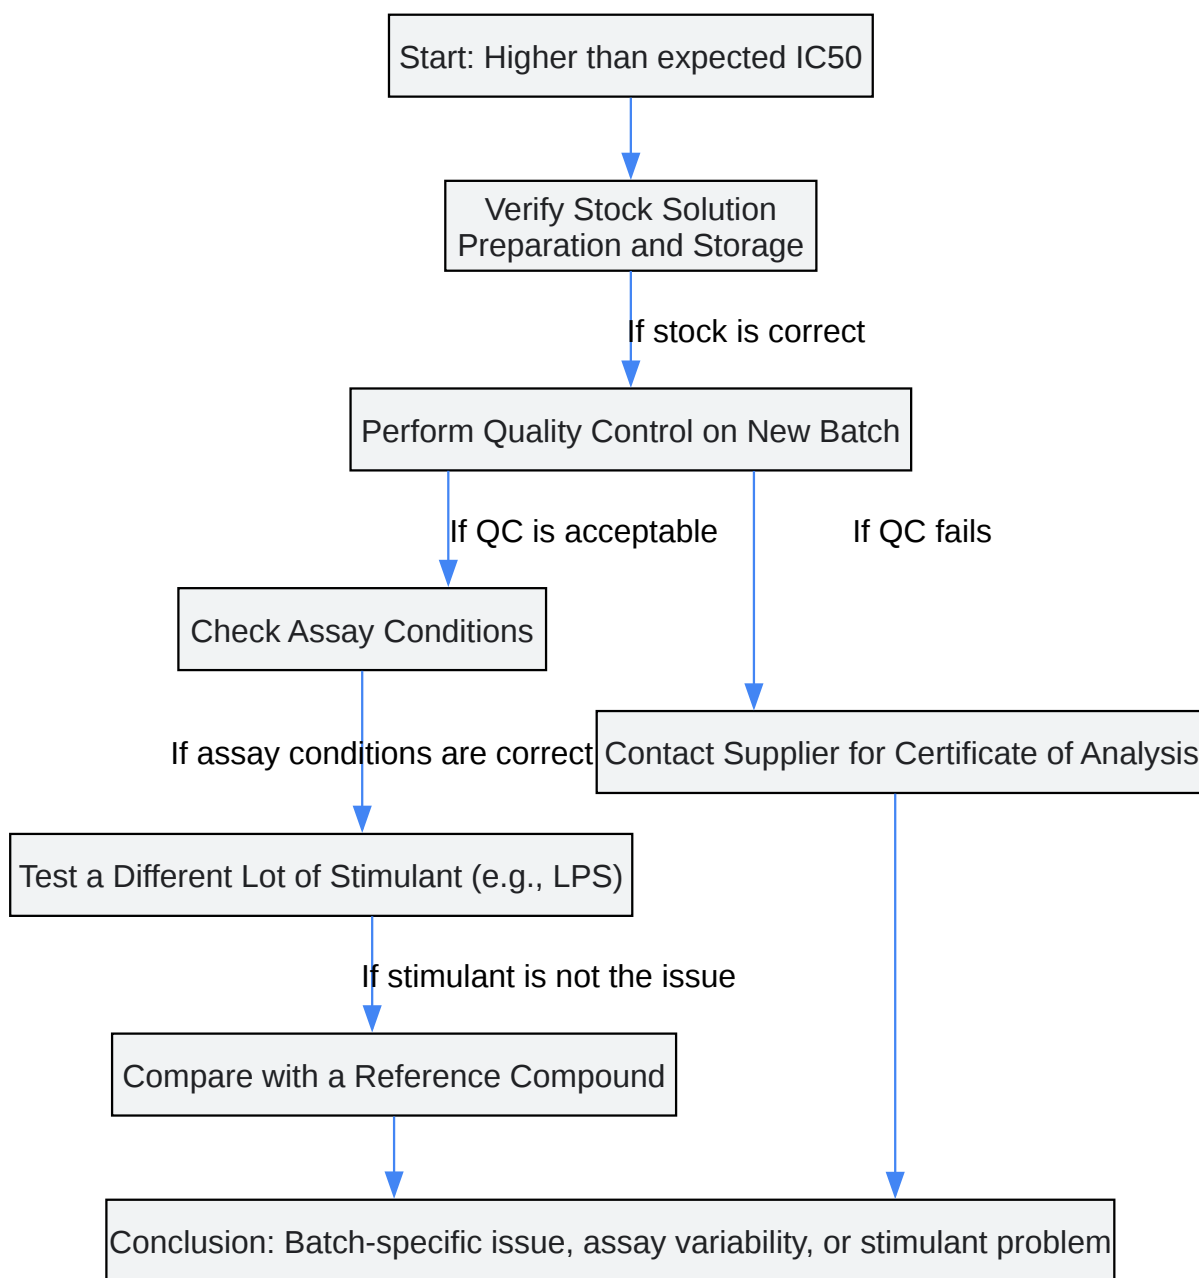 Start: Higher than expected IC50
Verify Stock Solution
Preparation and Storage
If stock is correct
Perform Quality Control on New Batch
If QC is acceptable
If QC fails
Check Assay Conditions
If assay conditions are correct
Contact Supplier for Certificate of Analysis
Test a Different Lot of Stimulant (e.g., LPS)
If stimulant is not the issue
Compare with a Reference Compound
Conclusion: Batch-specific issue, assay variability, or stimulant problem